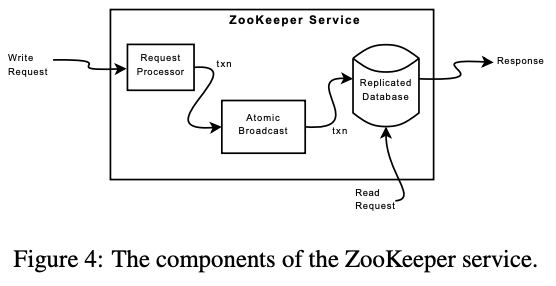 ZooKeeper Service
Write
Request
Request
Processor
txn
Atomic
Broadcast
txn
Replicated
Database
Response
Read
Request
Figure 4: The components of the ZooKeeper service.